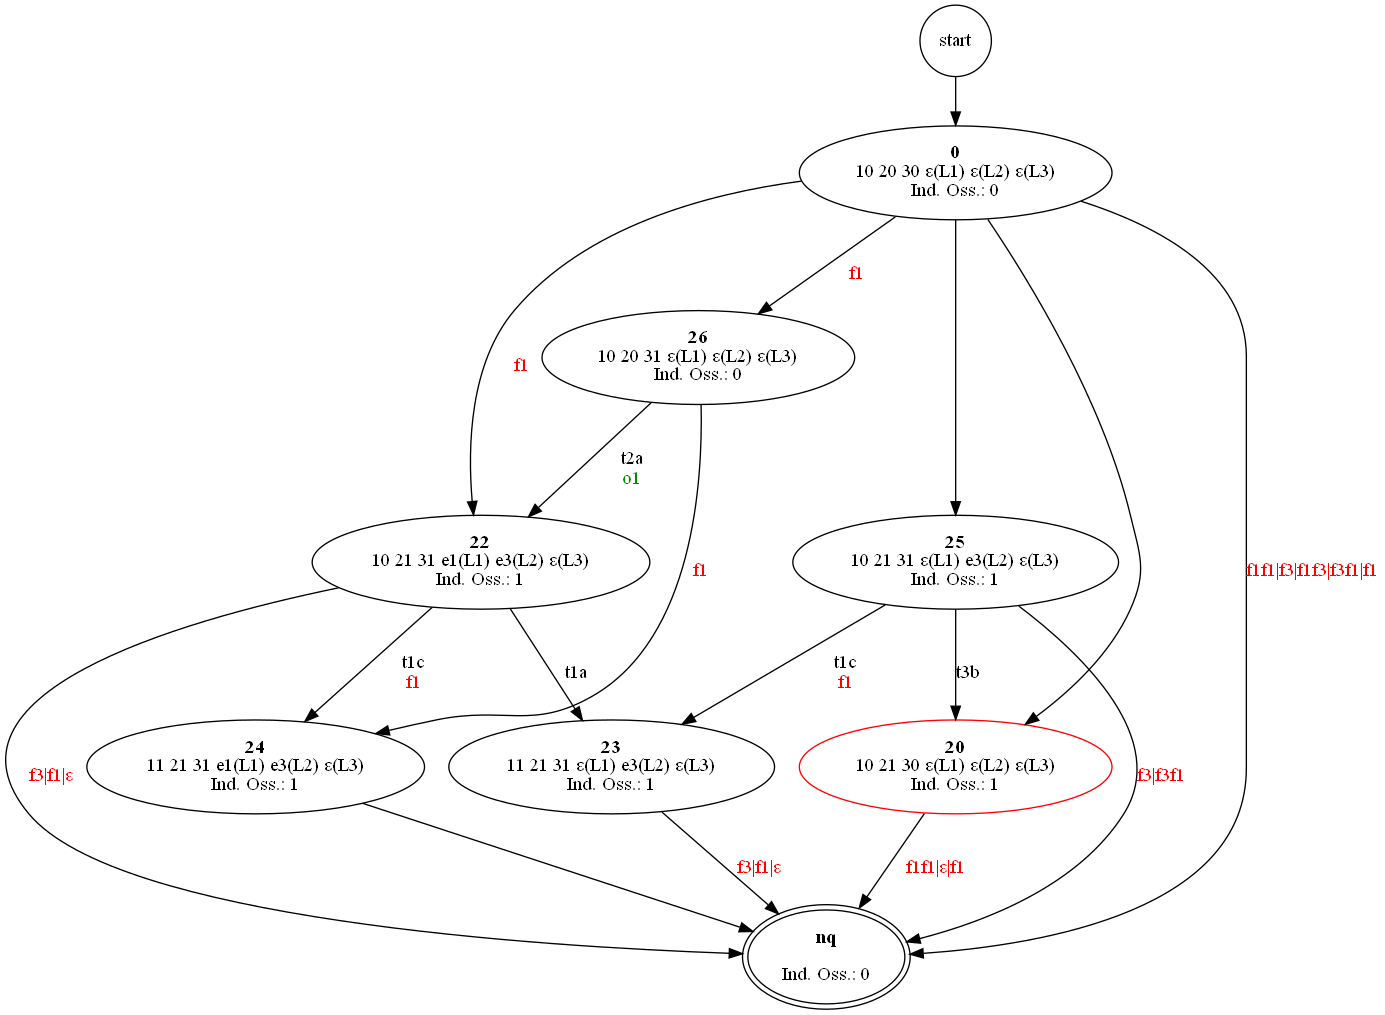 start
0
10 20 30 ε(L1) ε(L2) ε(L3)
Ind. Oss.: 0
f1
26
10 20 31 ε(L1) ε(L2) ε(L3)
Ind. Oss.: 0
f1
t2a
o1
22
10 21 31 e1(L1) e3(L2) ε(L3)
Ind. Oss.: 1
25
10 21 31 ε(L1) e3(L2) ε(L3)
Ind. Oss.: 1
f1
f1f1|f3|f1f3|f3f1|f1
t1c
f1
t1a
t1c
f1
t3b
24
11 21 31 e1(L1) e3(L2) ε(L3)
Ind. Oss.: 1
23
11 21 31 ε(L1) e3(L2) ε(L3)
Ind. Oss.: 1
20
10 21 30 ε(L1) ε(L2) ε(L3)
Ind. Oss.: 1
f3|f1|ε
f3|f3f1
f3|f1|ε
f1f1|ε|f1
nq
Ind. Oss.: 0